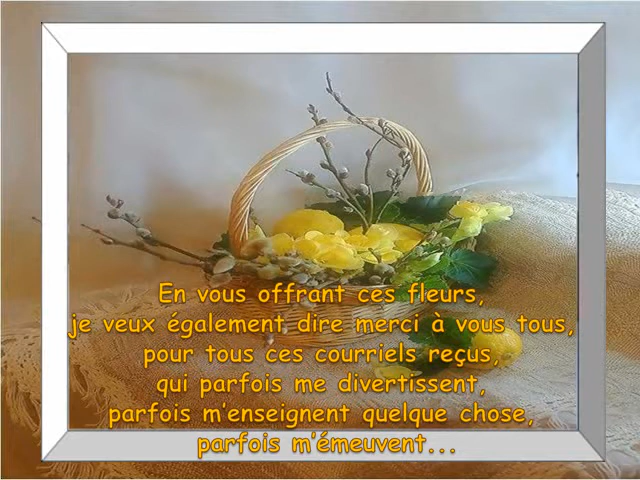 En vous offrant ces fleurs,
je veux également dire merci à vous tous,
pour tous ces courriels reçus,
qui parfois me divertissent,
parfois m'enseignent quelque chose,
parfois m'émeuvent...